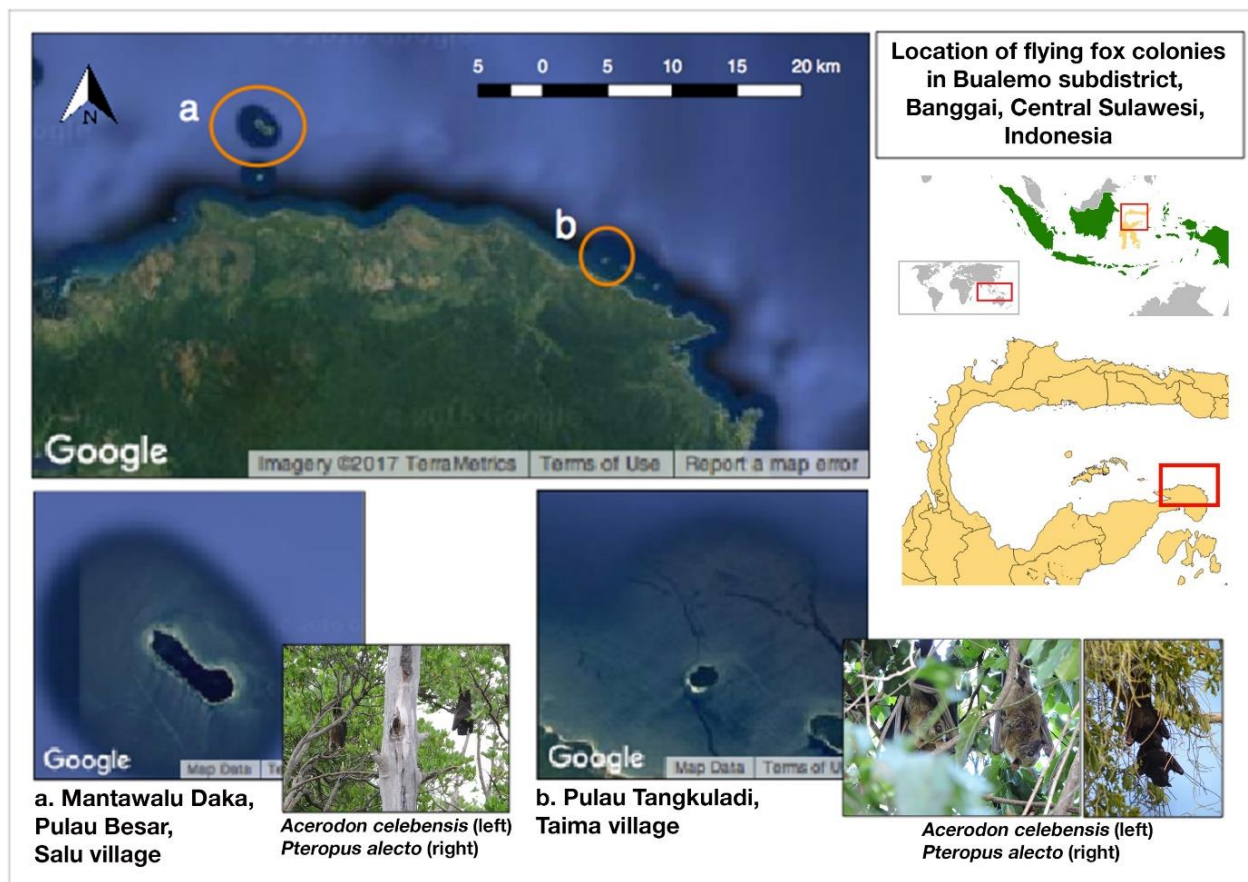 Location of flying fox colonies
in Bualemo subdistrict,
Banggai, Central Sulawesi,
Indonesia
5 0 5 10 15 20 km
N
a
b
Google
Imagery ©2017 TerraMetrics Terms of Use Report a map error
Google
Map Data
a. Mantawalu Daka,
Pulau Besar,
Salu village
Acerodon celebensis (left)
Pteropus alecto (right)
Google
Map Data Terms of U
b. Pulau Tangkuladi,
Taima village
Acerodon celebensis (left)
Pteropus alecto (right)